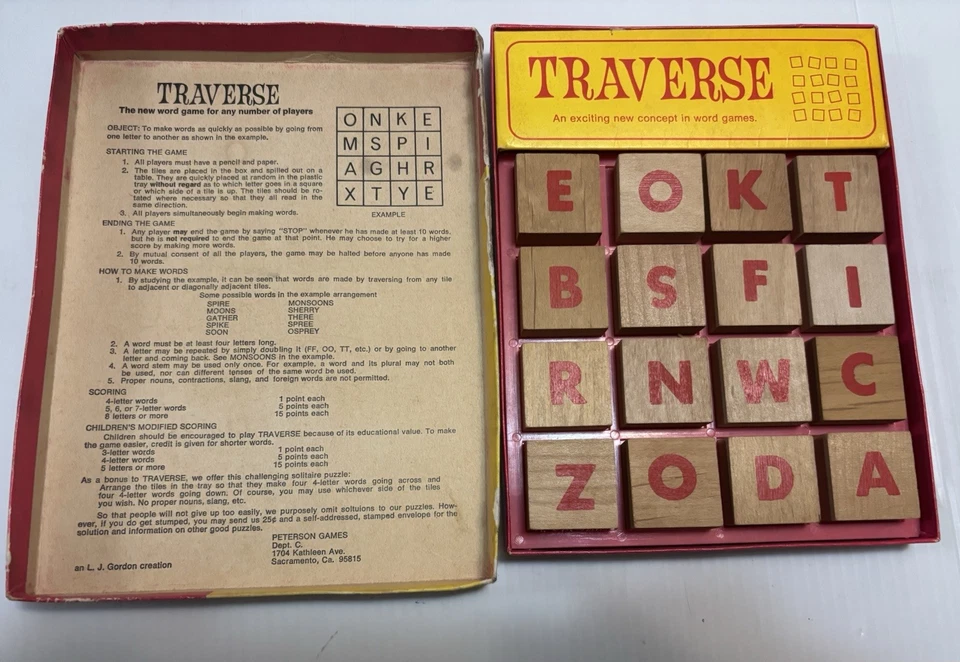 TRAVERSE
The new word game for any number of players
OBJECT: To make words as quickly as possible by going from
one letter to another as shown in the example.
O N K E
M S P I
A G H R
X T Y E
EXAMPLE
STARTING THE GAME
1. All players must have a pencil and paper.
2. The tiles are placed in the box and spilled out on a
table. They are quickly placed at random in the plastic
tray without regard as to which letter goes in a square
or which side of a tile is up. The tiles should be ro-
tated where necessary so that they all read in the
same direction.
3. All players simultaneously begin making words.
ENDING THE GAME
1. Any player may end the game by saying "STOP" whenever he has made at least 10 words,
but he is not required to end the game at that point. He may choose to try for a higher
score by making more words.
2. By mutual consent of all the players, the game may be halted before anyone has made
10 words.
HOW TO MAKE WORDS
1. By studying the example, it can be seen that words are made by traversing from any tile
to adjacent or diagonally adjacent tiles.
Some possible words in the example arrangement
SPIRE MONSOONS
MOONS SHERRY
GATHER THERE
SPIKE SPREE
SOON OSPREY
2. A word must be at least four letters long.
3. A letter may be repeated by simply doubling it (FF, OO, TT, etc.) or by going to another
letter and coming back. See MONSOONS in the example.
4. A word stem may be used only once. For example, a word and its plural may not both
be used, nor can different tenses of the same word be used.
5. Proper nouns, contractions, slang, and foreign words are not permitted.
SCORING
4-letter words 1 point each
5, 6, or 7-letter words 5 points each
8 letters or more 15 points each
CHILDREN'S MODIFIED SCORING
Children should be encouraged to play TRAVERSE because of its educational value. To make
the game easier, credit is given for shorter words.
3-letter words 1 point each
4-letter words 5 points each
5 letters or more 15 points each
As a bonus to TRAVERSE, we offer this challenging solitaire puzzle:
Arrange the tiles in the tray so that they make four 4-letter words going across and
four 4-letter words going down. Of course, you may use whichever side of the tiles
you wish. No proper nouns, slang, etc.
So that people will not give up too easily, we purposely omit soltuions to our puzzles. How-
ever, if you do get stumped, you may send us 25¢ and a self-addressed, stamped envelope for the
solution and information on other good puzzles.
PETERSON GAMES
Dept. C.
1704 Kathleen Ave.
Sacramento, Ca. 95815
an L. J. Gordon creation
TRAVERSE
An exciting new concept in word games.
E O K T
B S F I
R N W C
Z O D A